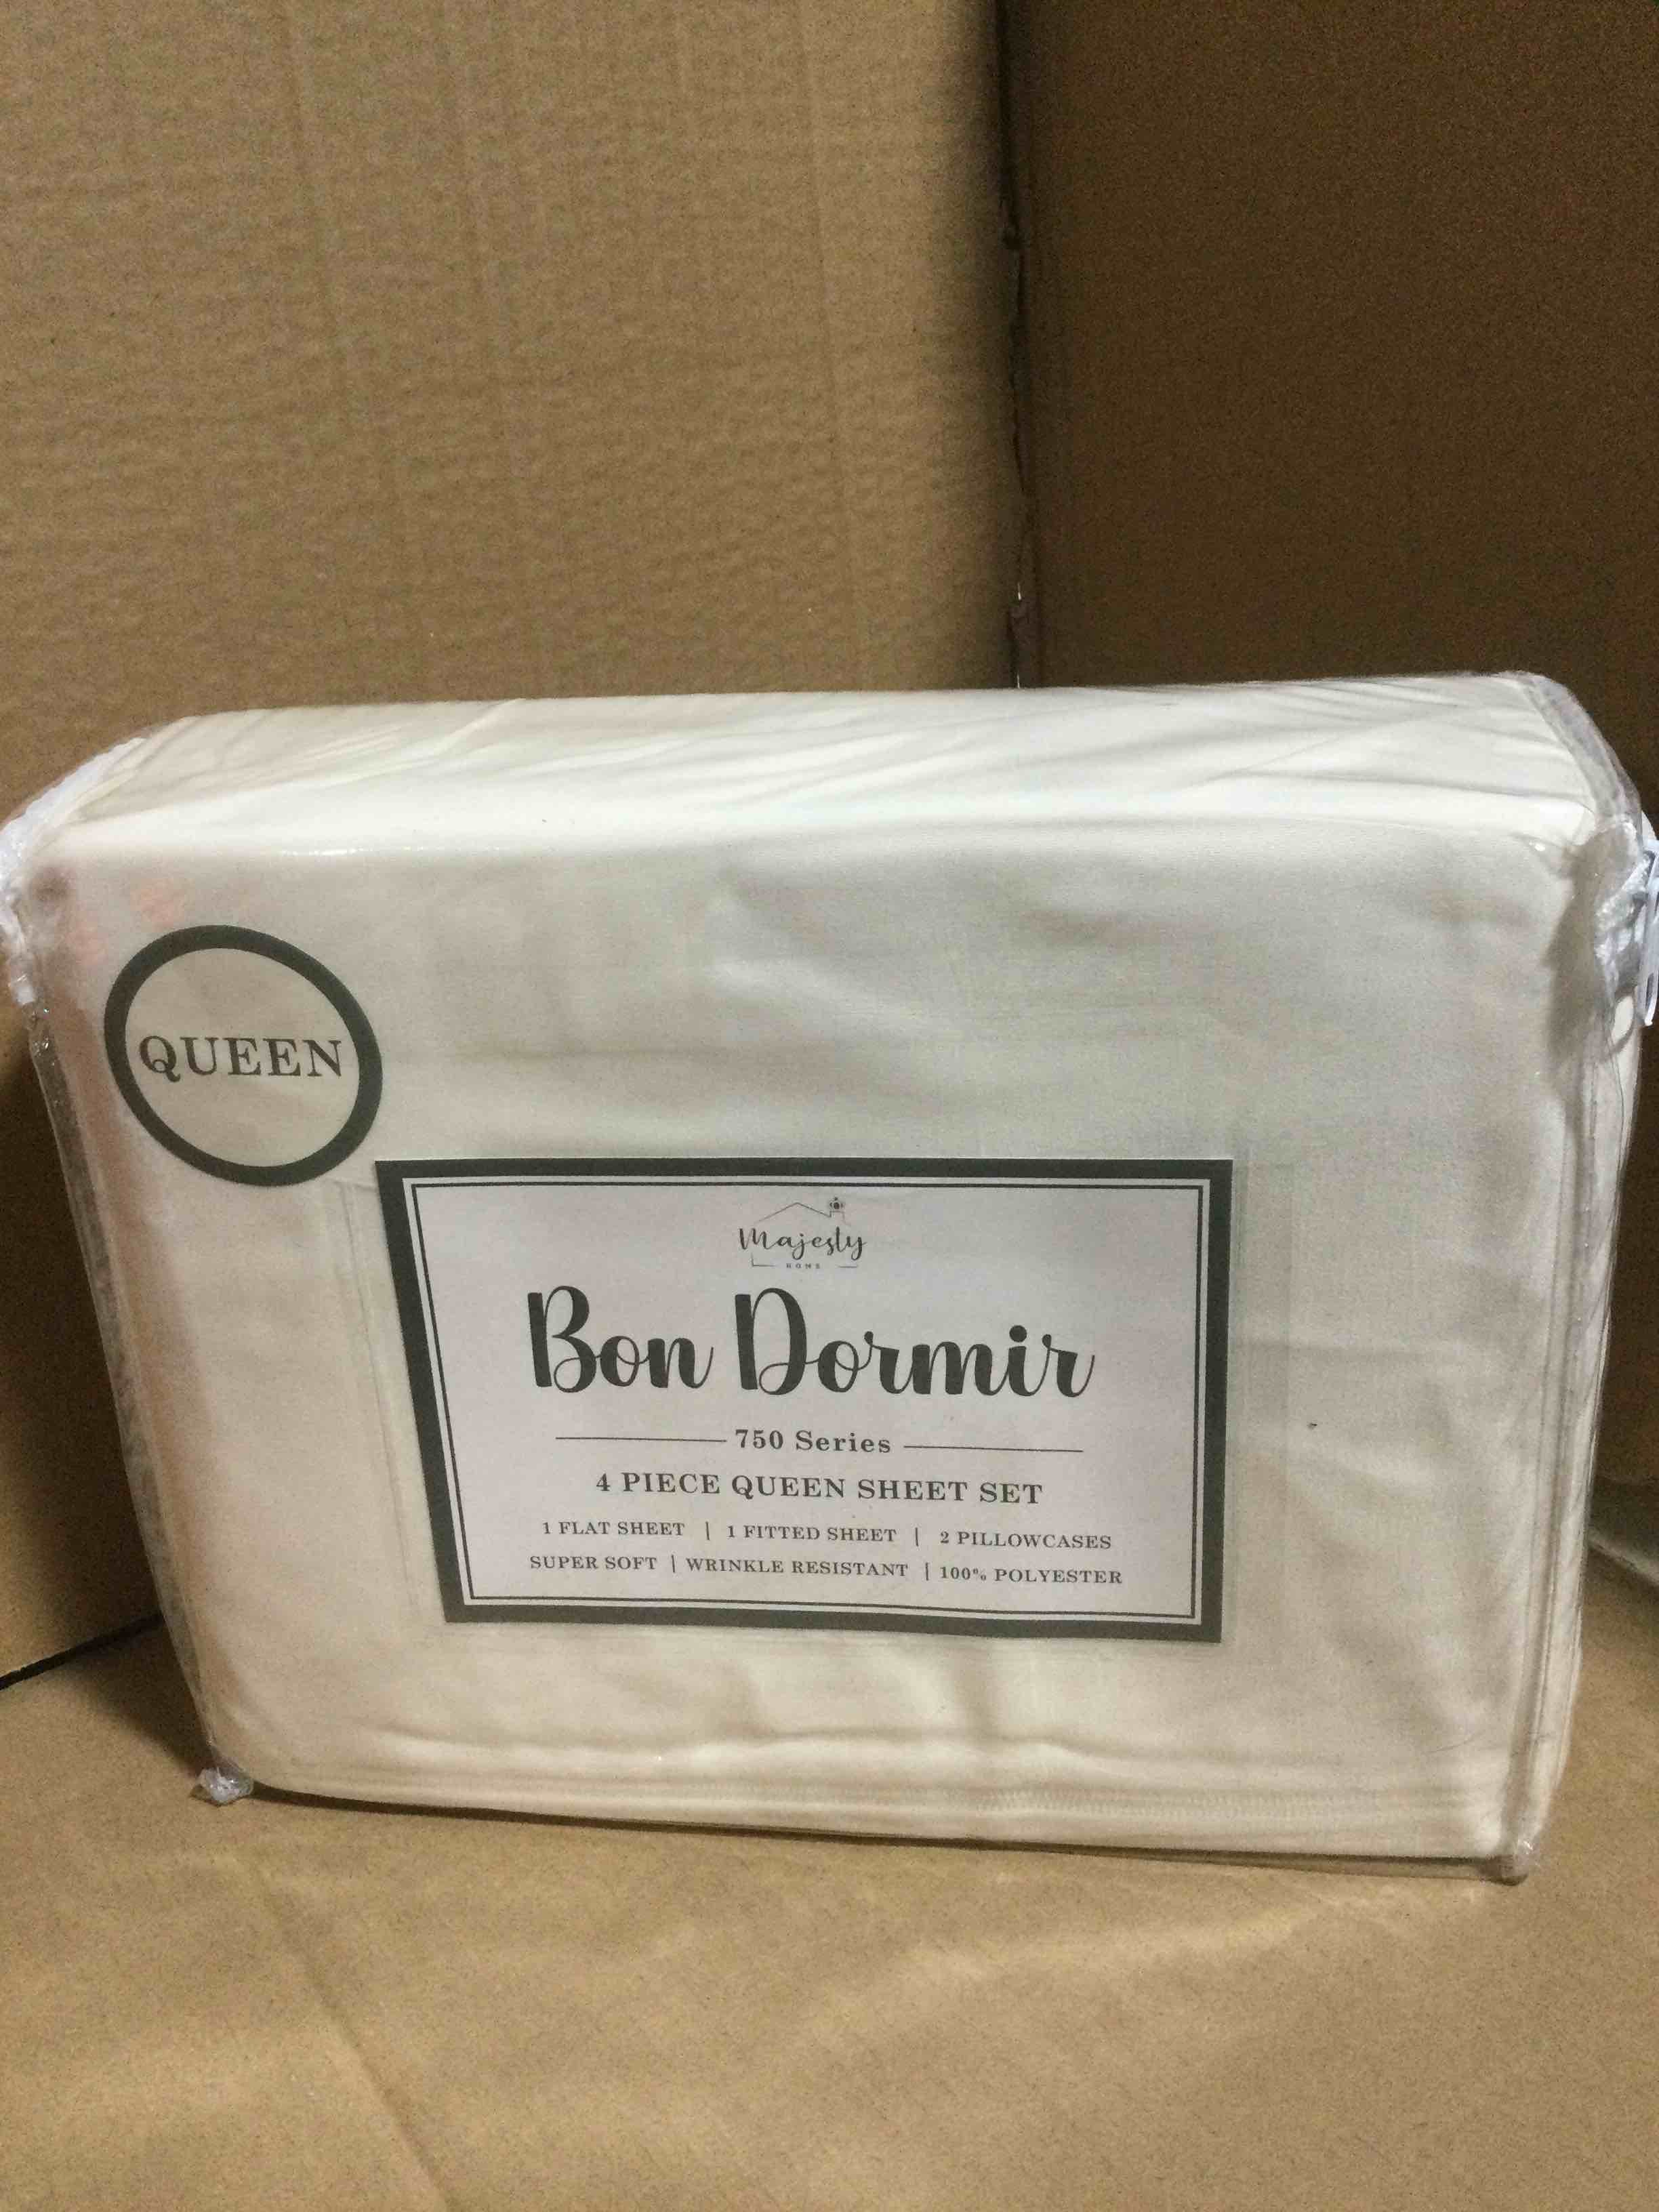 QUEEN
Majesty
HOME
Bon Dormir
750 Series
4 PIECE QUEEN SHEET SET
1 FLAT SHEET | 1 FITTED SHEET | 2 PILLOWCASES
SUPER SOFT | WRINKLE RESISTANT | 100% POLYESTER